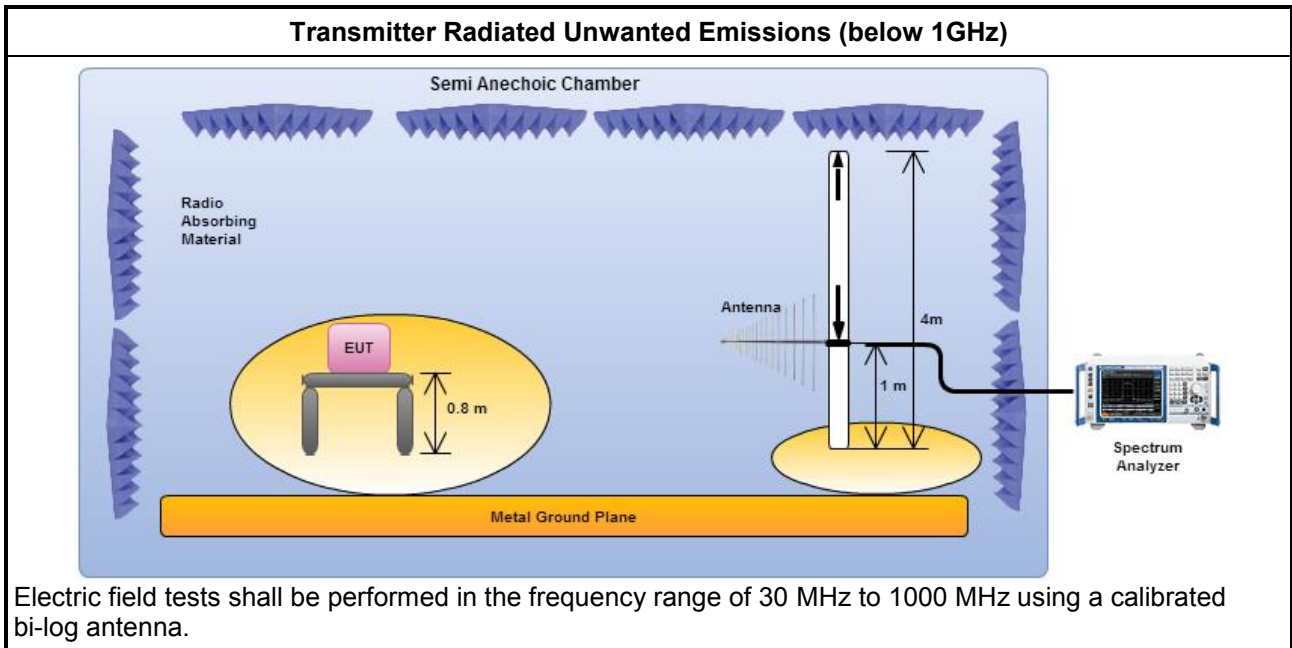 Transmitter Radiated Unwanted Emissions (below 1GHz)
Semi Anechoic Chamber
Radio
Absorbing
Material
Antenna
4m
EUT
1 m
0.8 m
Spectrum
Analyzer
Metal Ground Plane
Electric field tests shall be performed in the frequency range of 30 MHz to 1000 MHz using a calibrated
bi-log antenna.